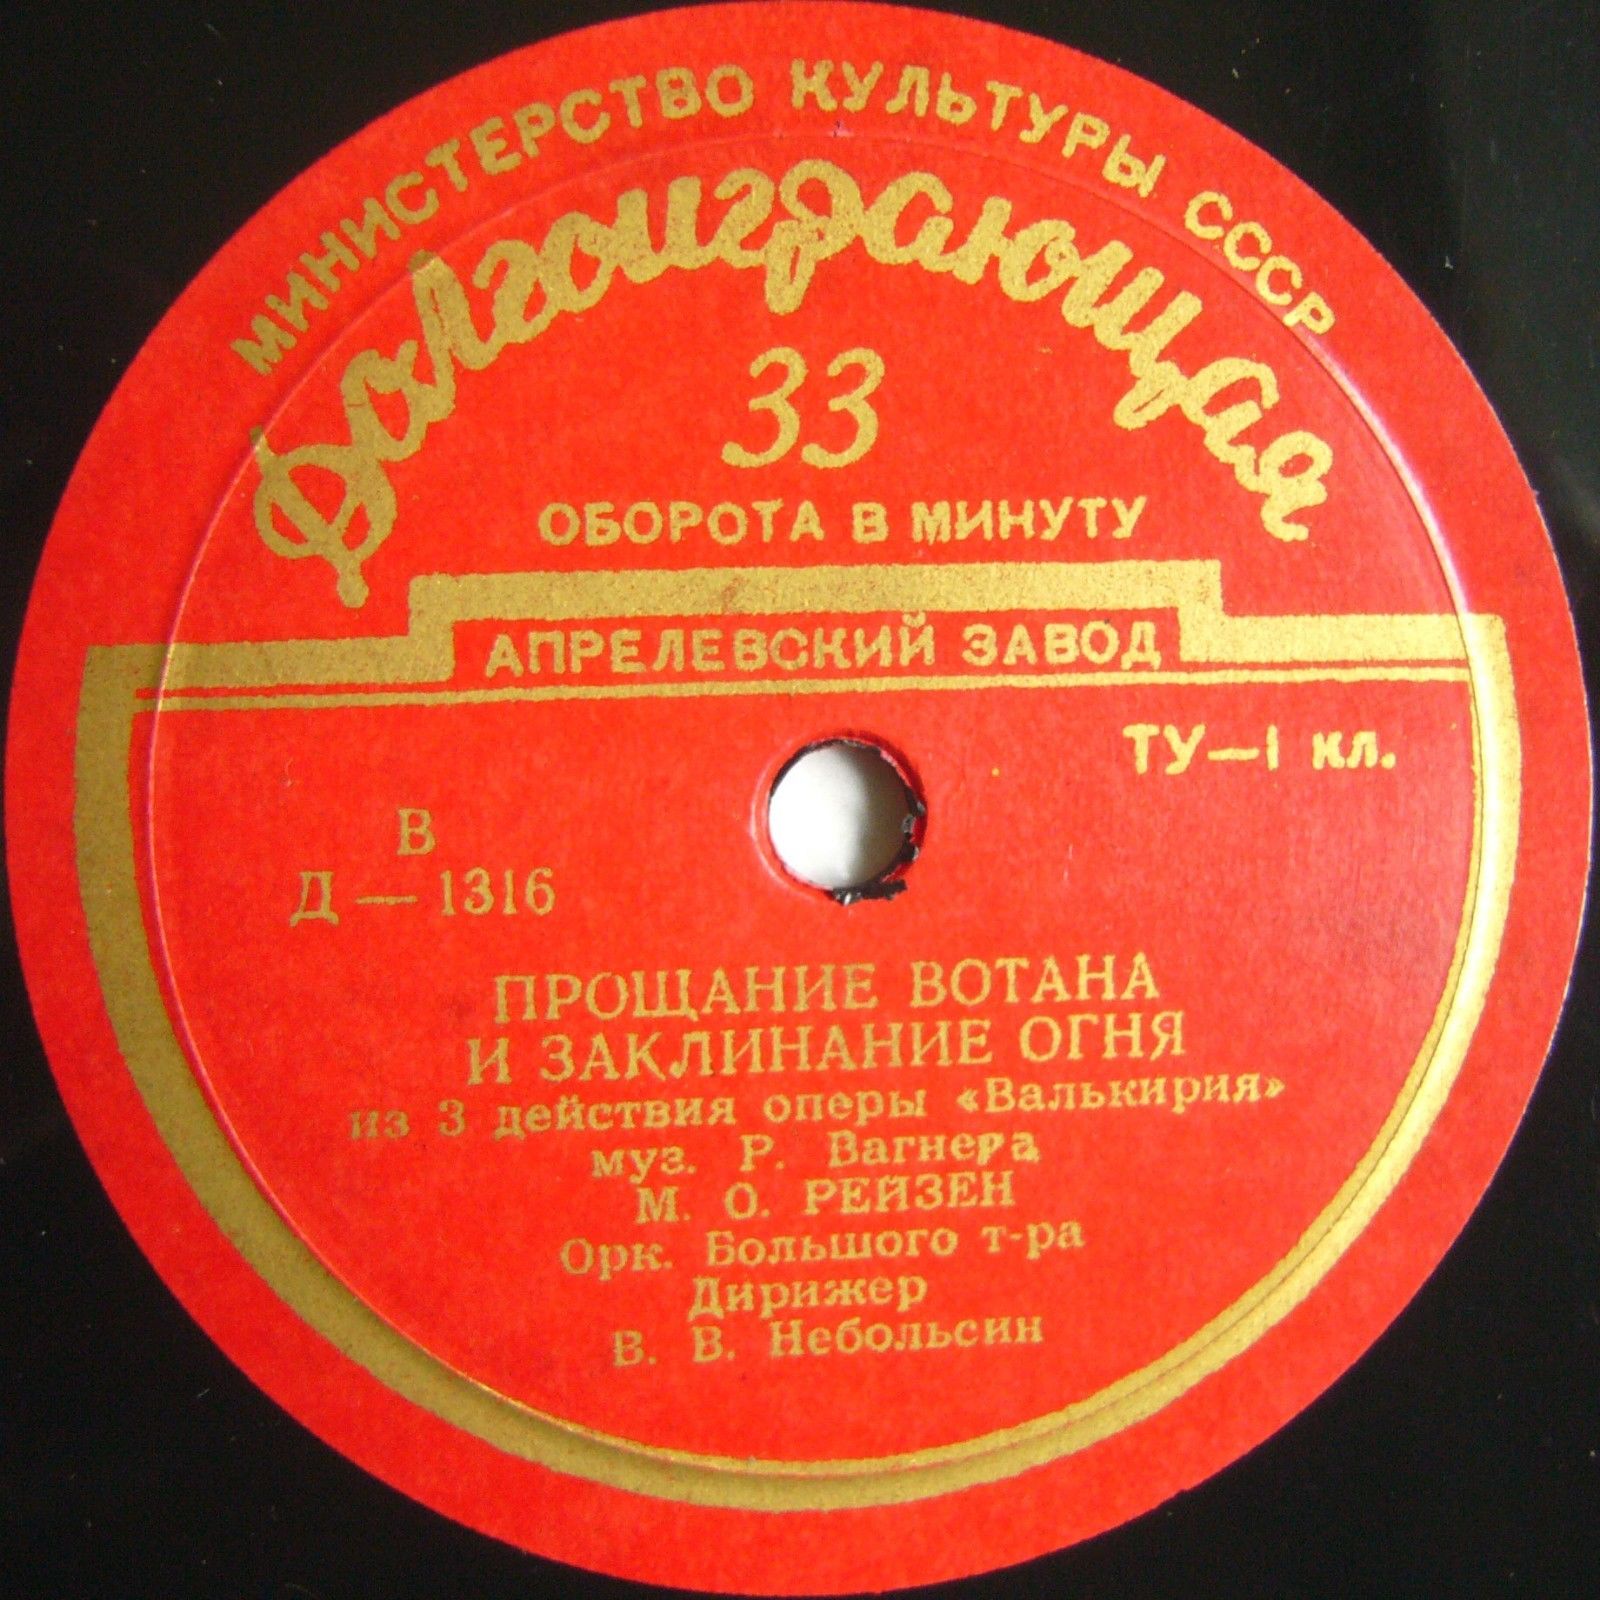 МИНИСТЕРСТВО КУЛЬТУРЫ СССР
Долгоиграющая
33
ОБОРОТА В МИНУТУ
АПРЕЛЕВСКИЙ ЗАВОД
ТУ—1 кл.
В
Д — 1316
ПРОЩАНИЕ ВОТАНА
И ЗАКЛИНАНИЕ ОГНЯ
из 3 действия оперы «Валькирия»
муз. Р. Вагнера
М. О. РЕЙЗЕН
Орк. Большого т-ра
Дирижер
В. В. Небольсин